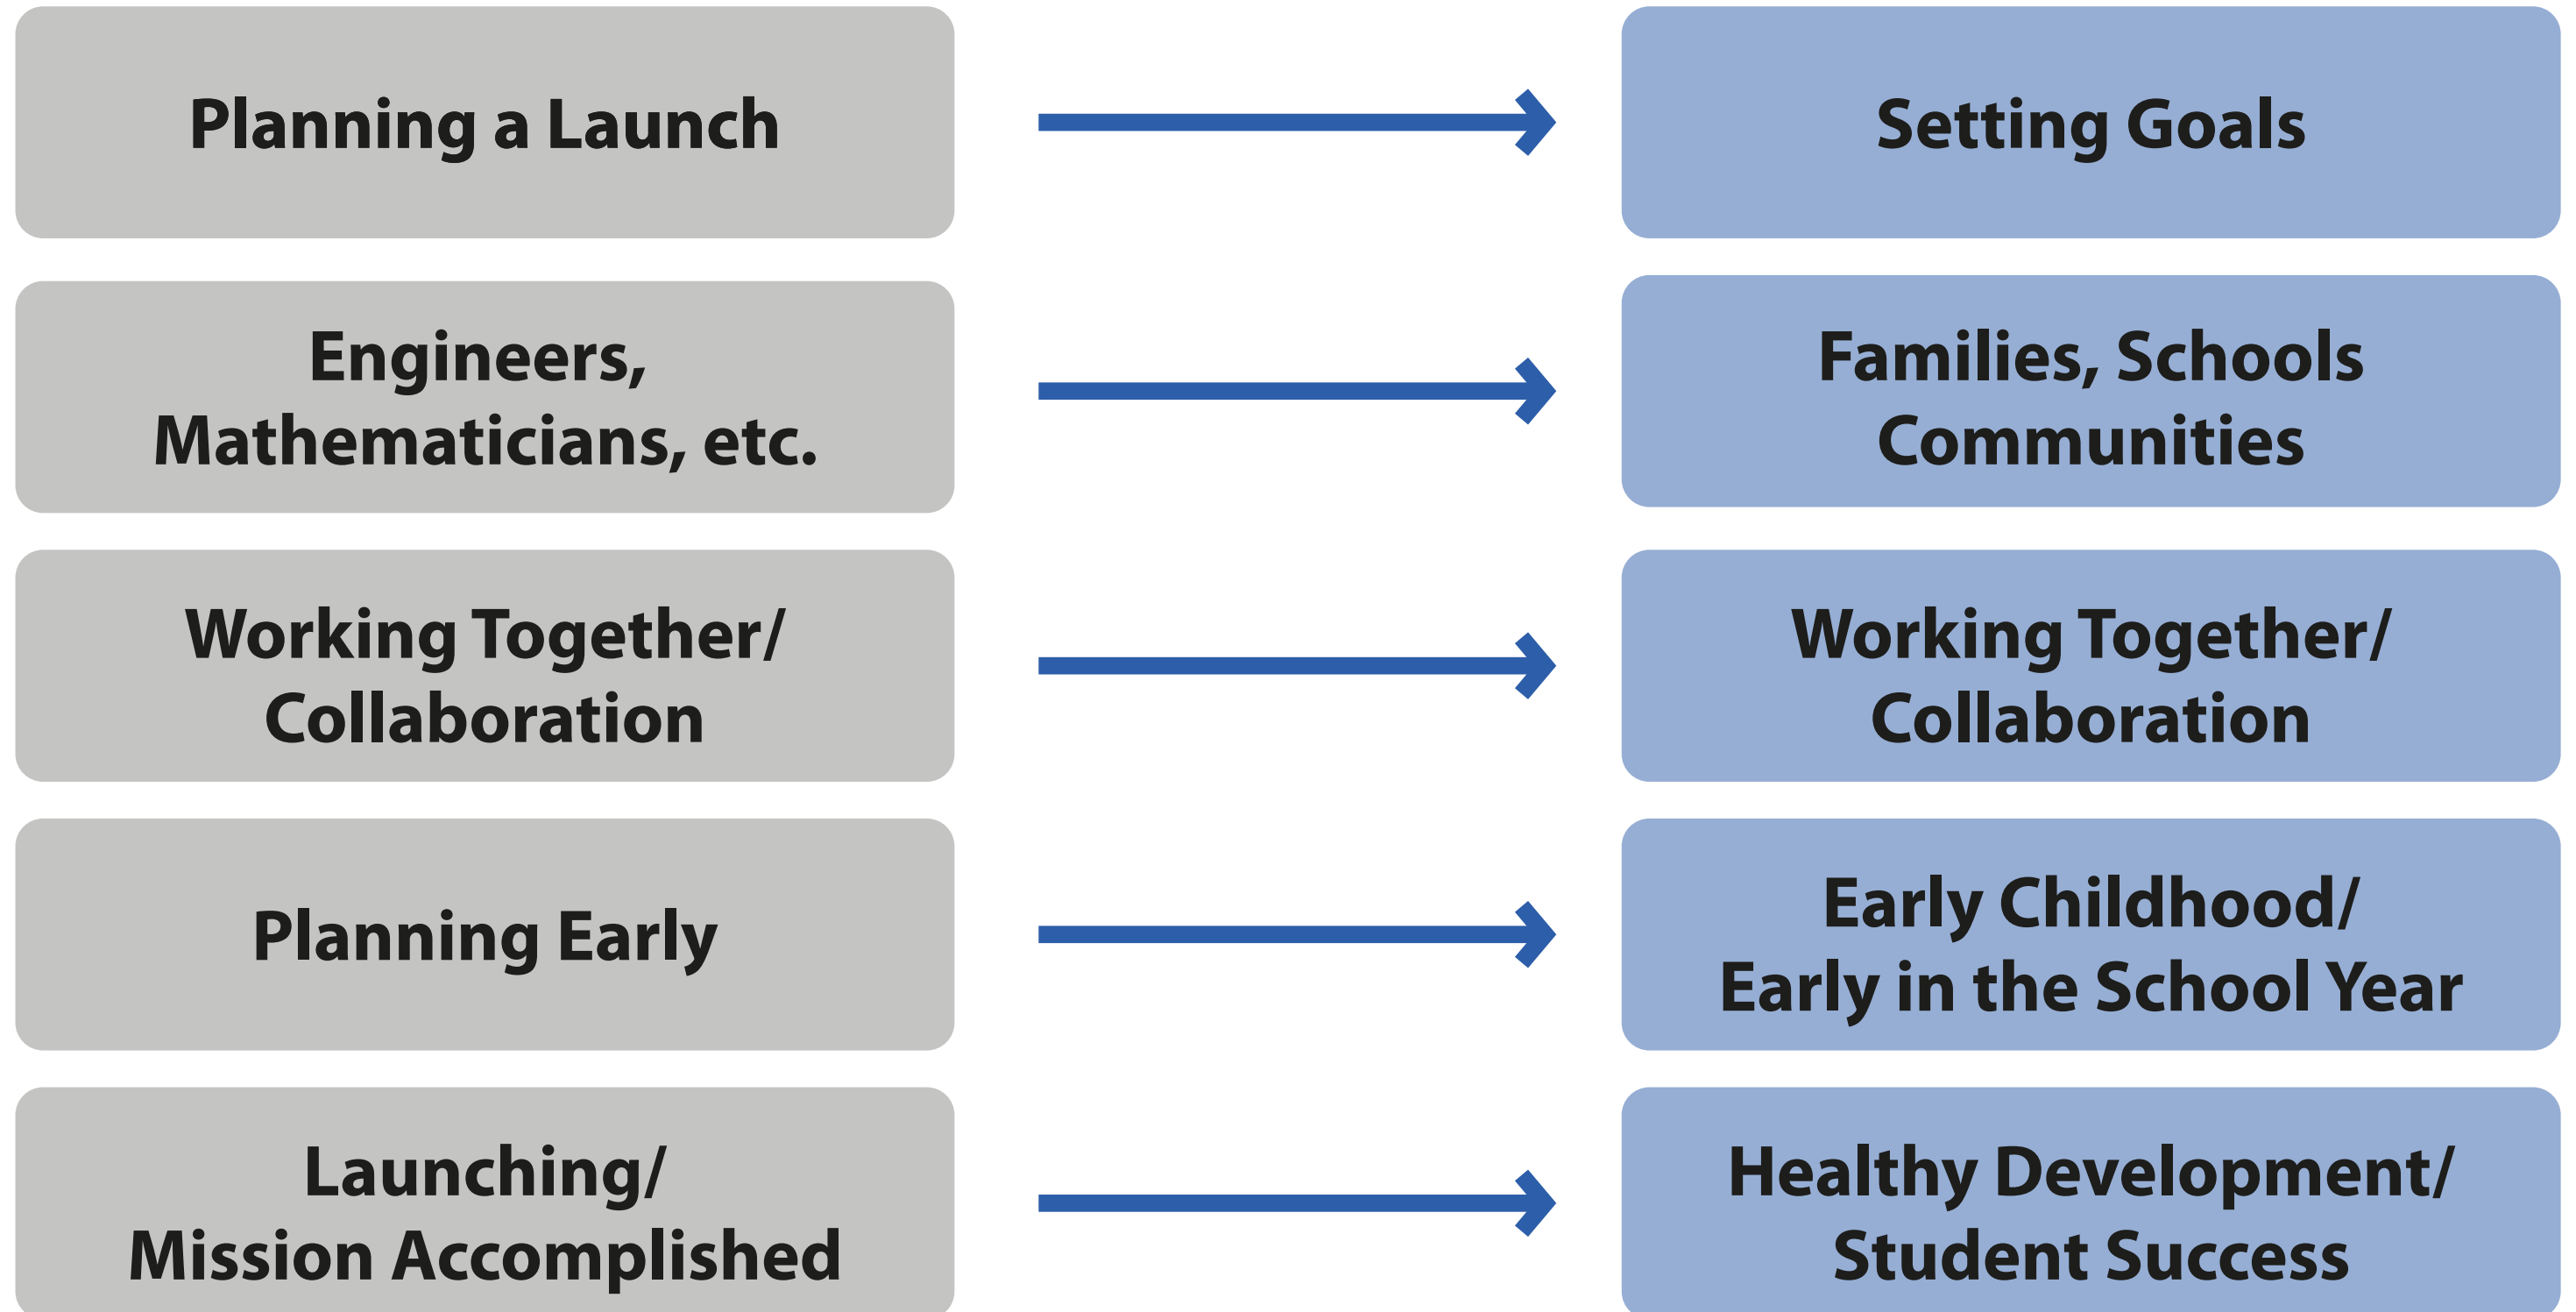 Planning a Launch
Setting Goals
Engineers,
Mathematicians, etc.
Families, Schools
Communities
Working Together/
Collaboration
Working Together/
Collaboration
Planning Early
Early Childhood/
Early in the School Year
Launching/
Mission Accomplished
Healthy Development/
Student Success